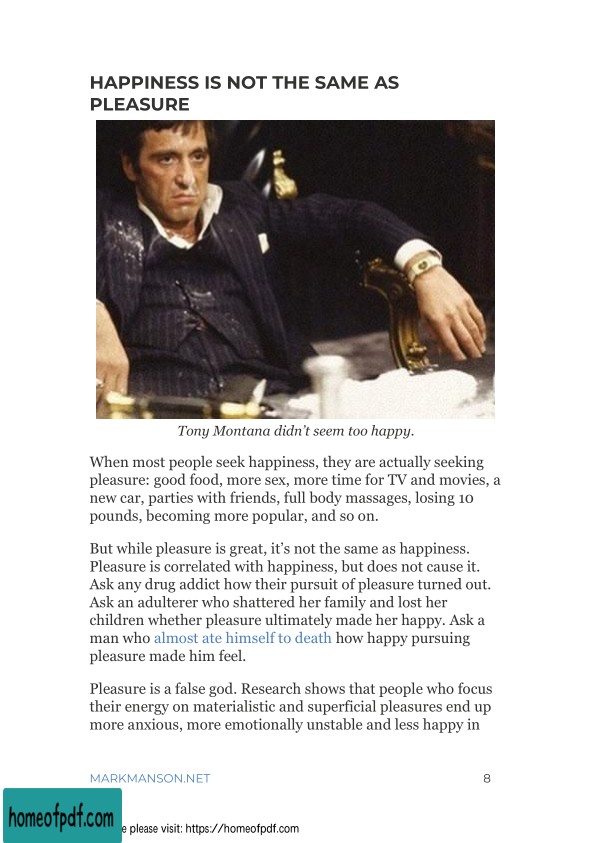 HAPPINESS IS NOT THE SAME AS
PLEASURE
Tony Montana didn’t seem too happy.
When most people seek happiness, they are actually seeking
pleasure: good food, more sex, more time for TV and movies, a
new car, parties with friends, full body massages, losing 10
pounds, becoming more popular, and so on.
But while pleasure is great, it’s not the same as happiness.
Pleasure is correlated with happiness, but does not cause it.
Ask any drug addict how their pursuit of pleasure turned out.
Ask an adulterer who shattered her family and lost her
children whether pleasure ultimately made her happy. Ask a
man who almost ate himself to death how happy pursuing
pleasure made him feel.
Pleasure is a false god. Research shows that people who focus
their energy on materialistic and superficial pleasures end up
more anxious, more emotionally unstable and less happy in
MARKMANSON.NET 8
homeofpdf.com
e please visit: https://homeofpdf.com